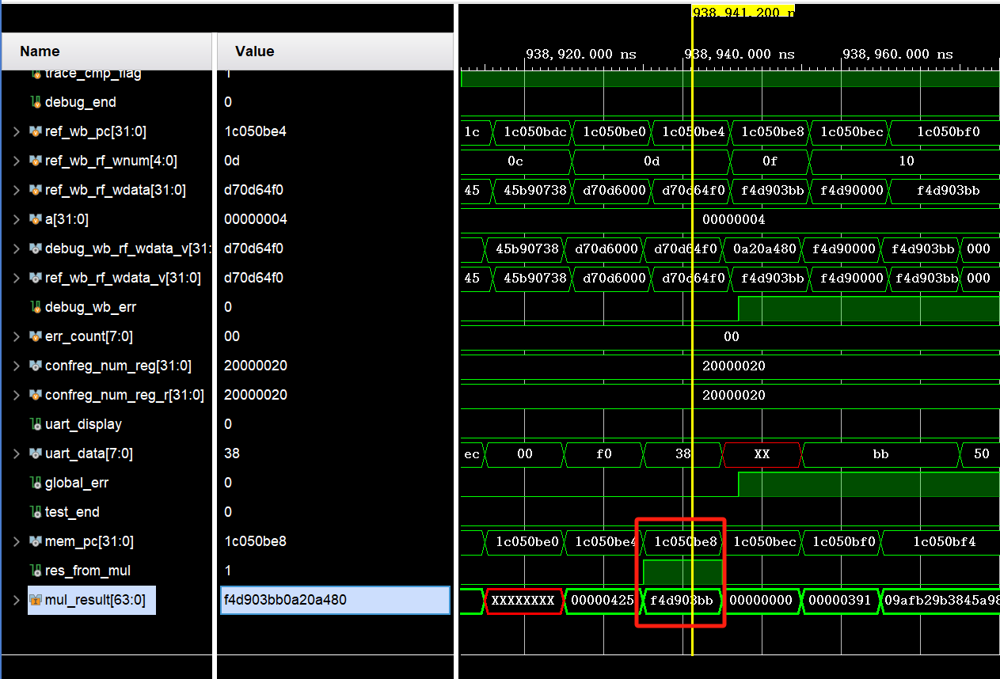 938,941.200 n
Name Value
938,920.000 ns 938,940.000 ns 938,960.000 ns
trace_cmp_flag 1
debug_end 0
ref_wb_pc[31:0] 1c050be4 1c 1c050bdc 1c050be0 1c050be4 1c050be8 1c050bec 1c050bf0
ref_wb_rf_wnum[4:0] 0d 0c 0d 0f 10
ref_wb_rf_wdata[31:0] d70d64f0 45 45b90738 d70d6000 d70d64f0 f4d903bb f4d90000 f4d903bb
a[31:0] 00000004 00000004
debug_wb_rf_wdata_v[31: d70d64f0 45b90738 d70d6000 d70d64f0 0a20a480 f4d90000 f4d903bb 000
ref_wb_rf_wdata_v[31:0] d70d64f0 45 45b90738 d70d6000 d70d64f0 f4d903bb f4d90000 f4d903bb 000
debug_wb_err 0
err_count[7:0] 00 00
confreg_num_reg[31:0] 20000020 20000020
confreg_num_reg_r[31:0] 20000020 20000020
uart_display 0
uart_data[7:0] 38 ec 00 f0 38 XX bb 50
global_err 0
test_end 0
mem_pc[31:0] 1c050be8 1c050be0 1c050be4 1c050be8 1c050bec 1c050bf0 1c050bf4
res_from_mul 1
mul_result[63:0] f4d903bb0a20a480 XXXXXXXX 00000425 f4d903bb 00000000 00000391 09afb29b3845a98